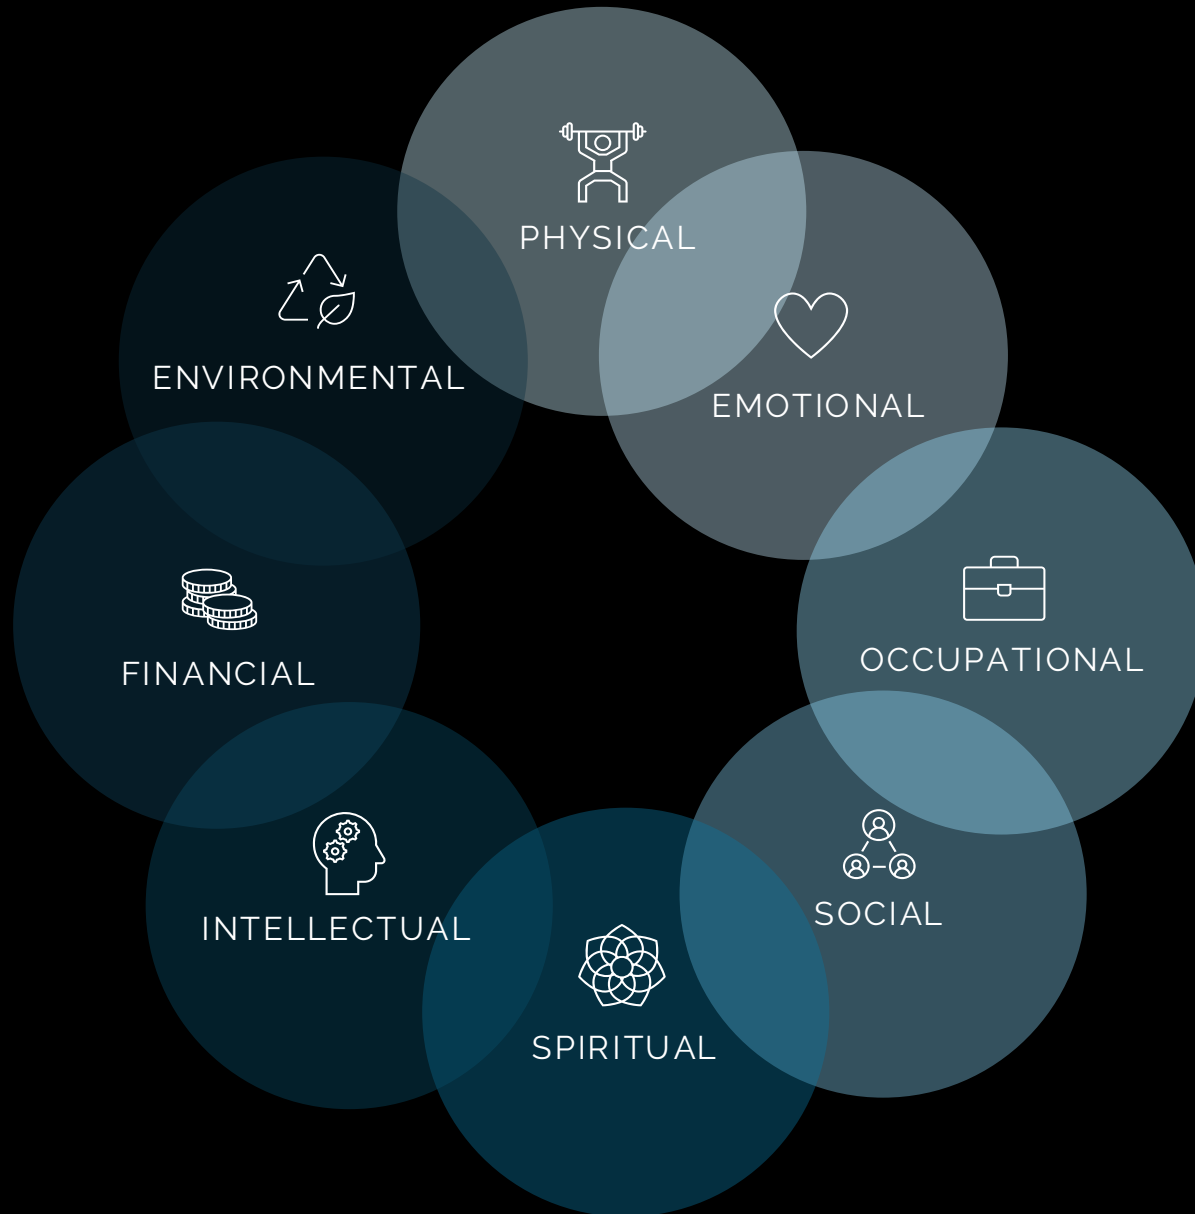 PHYSICAL
EMOTIONAL
OCCUPATIONAL
SOCIAL
SPIRITUAL
INTELLECTUAL
FINANCIAL
ENVIRONMENTAL